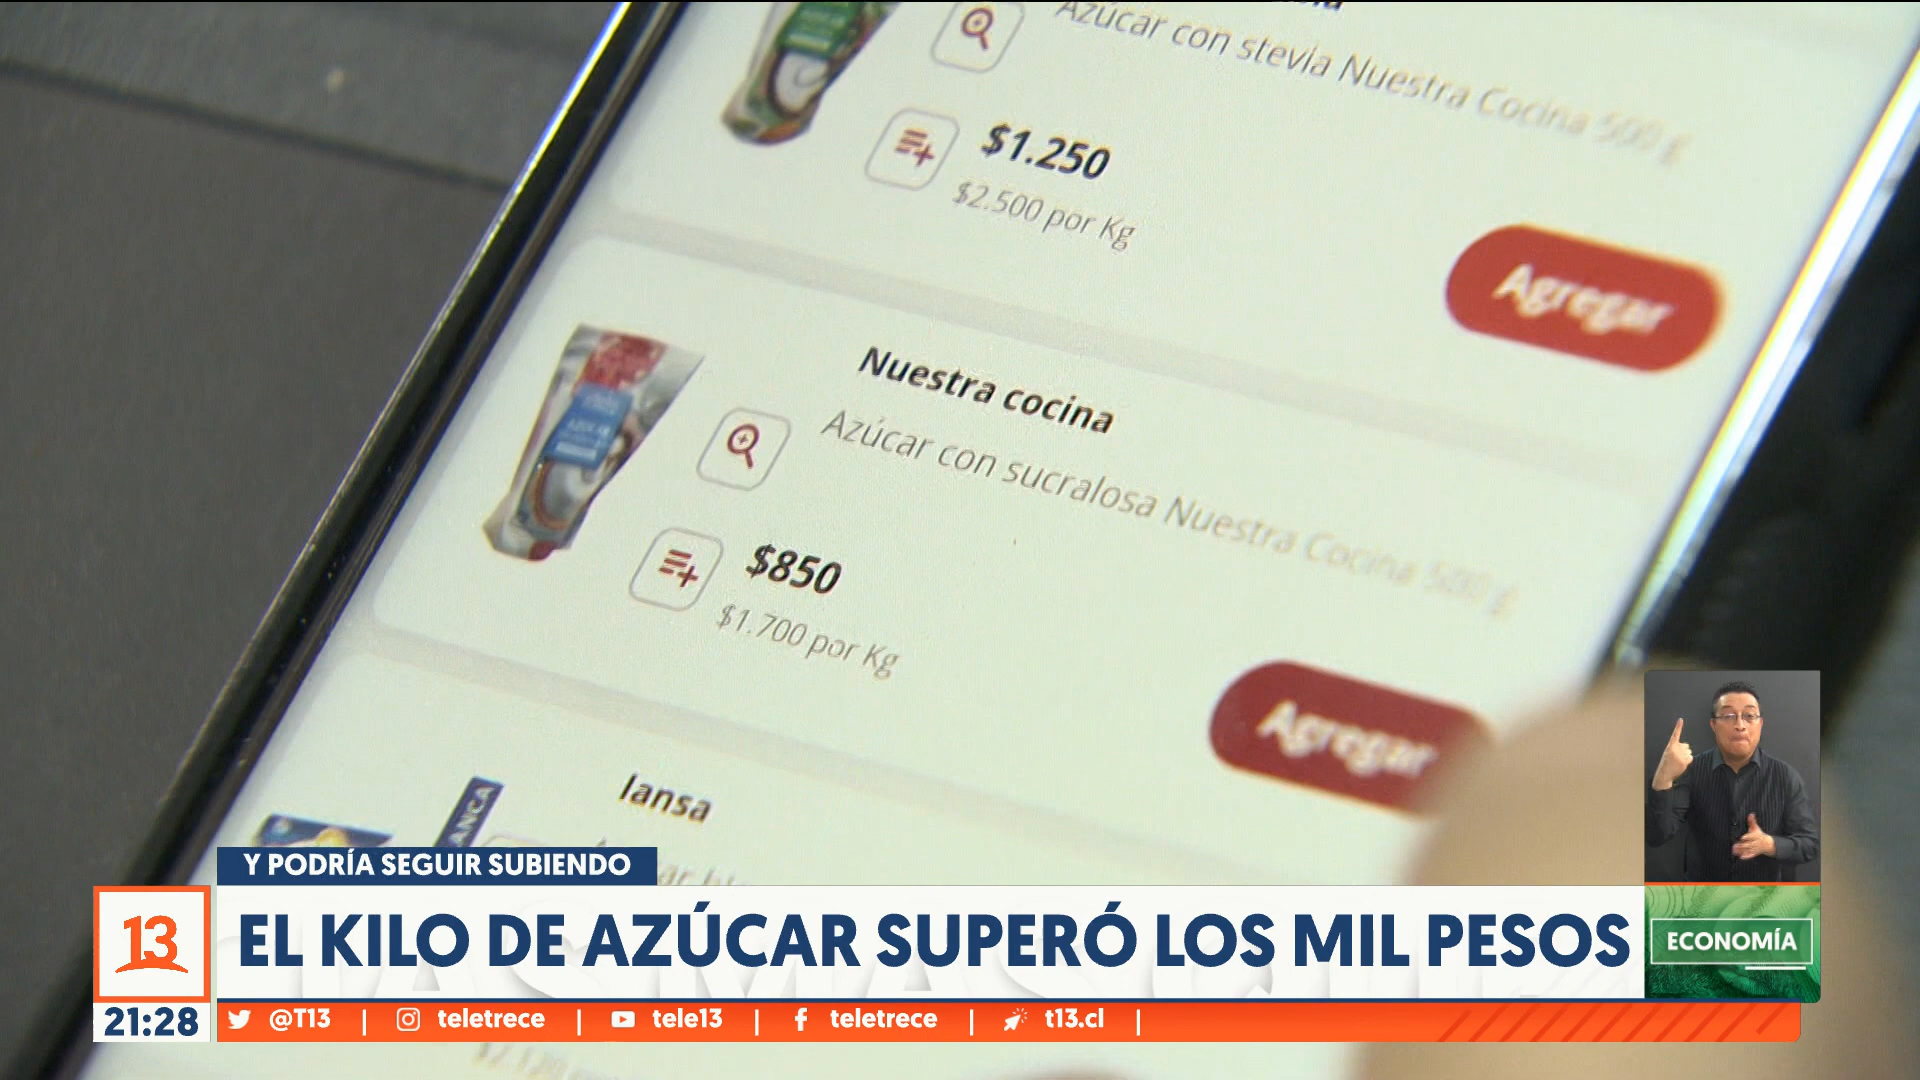 Azúcar con stevia Nuestra Cocina 500 g
$1.250
$2.500 por Kg
Agregar
Nuestra cocina
Azúcar con sucralosa Nuestra Cocina 500 g
$850
$1.700 por Kg
Agregar
Iansa
Y PODRÍA SEGUIR SUBIENDO
13
EL KILO DE AZÚCAR SUPERÓ LOS MIL PESOS
ECONOMÍA
21:28
@T13 | teletrece | tele13 | teletrece | t13.cl |